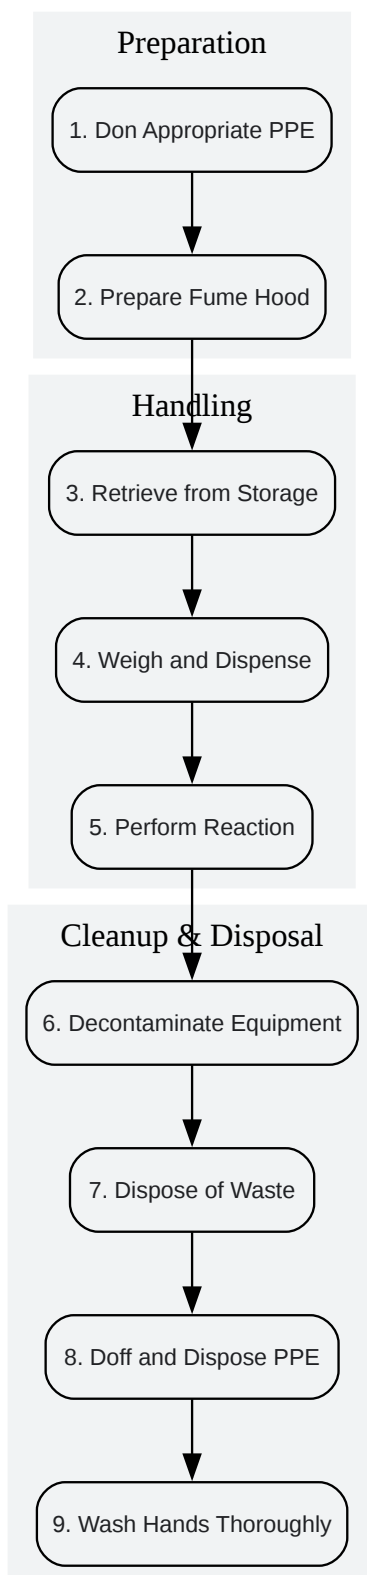 Preparation
1. Don Appropriate PPE
2. Prepare Fume Hood
Handling
3. Retrieve from Storage
4. Weigh and Dispense
5. Perform Reaction
Cleanup & Disposal
6. Decontaminate Equipment
7. Dispose of Waste
8. Doff and Dispose PPE
9. Wash Hands Thoroughly